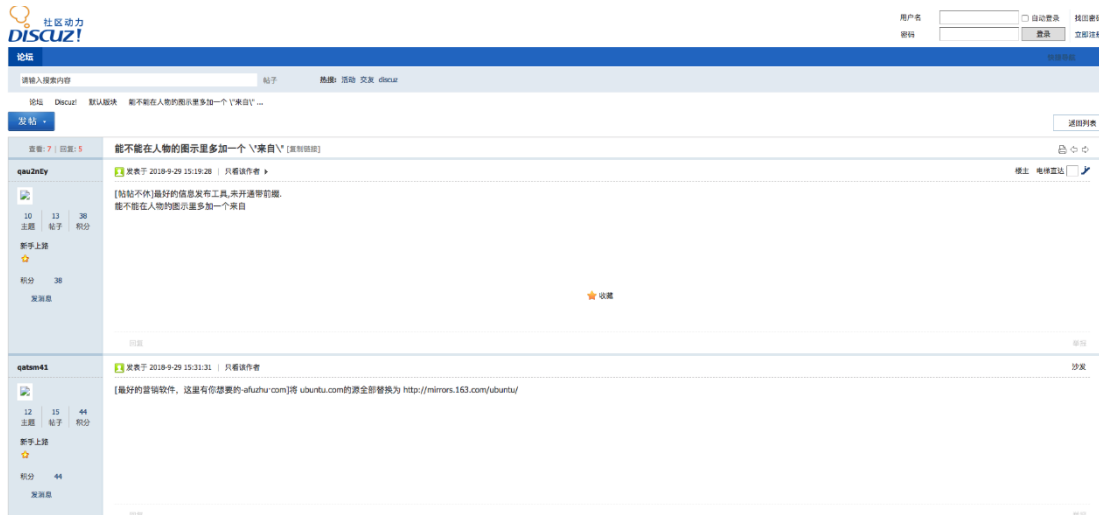 社区动力
DISCUZ!
用户名 自动登录 找回密码
密码 登录 立即注册
论坛
请输入搜索内容 帖子 热搜: 活动 交友 discuz
论坛 Discuz! 默认版块 能不能在人物的图示里多加一个 \"来自\" ...
发帖 返回列表
查看: 7 | 回复: 5 能不能在人物的图示里多加一个 \"来自\" [复制链接]
qau2nEy 发表于 2018-9-29 15:19:28 | 只看该作者 楼主 电梯直达
[帖帖不休]最好的信息发布工具,未开通带前缀.
能不能在人物的图示里多加一个来自
10 13 38
主题 帖子 积分
新手上路
积分 38
发消息
收藏
回复 举报
qatsm41 发表于 2018-9-29 15:31:31 | 只看该作者 沙发
[最好的营销软件，这里有你想要的-afuzhu·com]将 ubuntu.com的源全部替换为 http://mirrors.163.com/ubuntu/
12 15 44
主题 帖子 积分
新手上路
积分 44
发消息